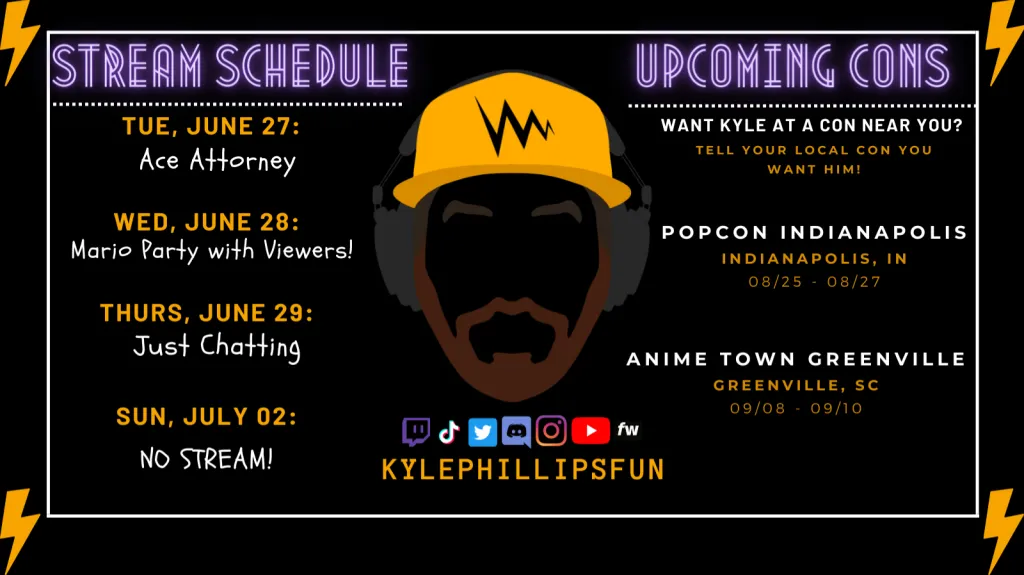 STREAM SCHEDULE
TUE, JUNE 27:
Ace Attorney
WED, JUNE 28:
Mario Party with Viewers!
THURS, JUNE 29:
Just Chatting
SUN, JULY 02:
NO STREAM!
fw
KYLEPHILLIPSFUN
UPCOMING CONS
WANT KYLE AT A CON NEAR YOU?
TELL YOUR LOCAL CON YOU
WANT HIM!
POPCON INDIANAPOLIS
INDIANAPOLIS, IN
08/25 - 08/27
ANIME TOWN GREENVILLE
GREENVILLE, SC
09/08 - 09/10